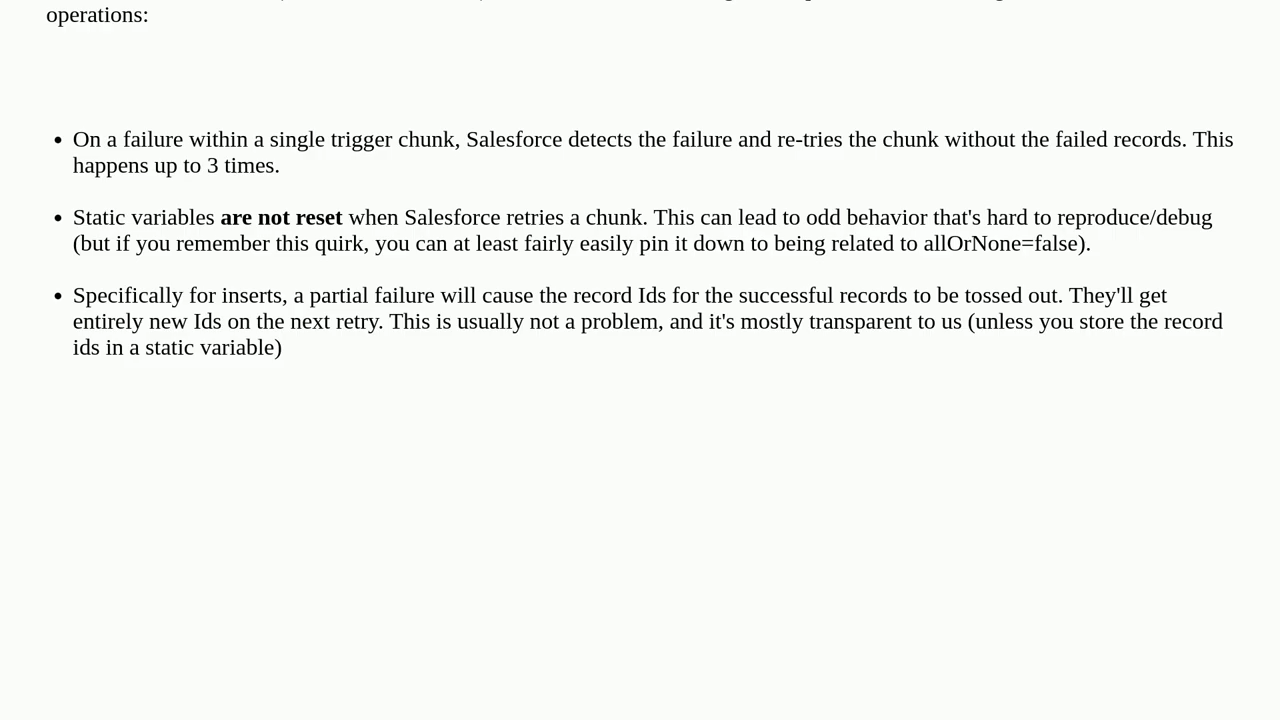 operations:
• On a failure within a single trigger chunk, Salesforce detects the failure and re-tries the chunk without the failed records. This
happens up to 3 times.
• Static variables are not reset when Salesforce retries a chunk. This can lead to odd behavior that's hard to reproduce/debug
(but if you remember this quirk, you can at least fairly easily pin it down to being related to allOrNone=false).
• Specifically for inserts, a partial failure will cause the record Ids for the successful records to be tossed out. They'll get
entirely new Ids on the next retry. This is usually not a problem, and it's mostly transparent to us (unless you store the record
ids in a static variable)